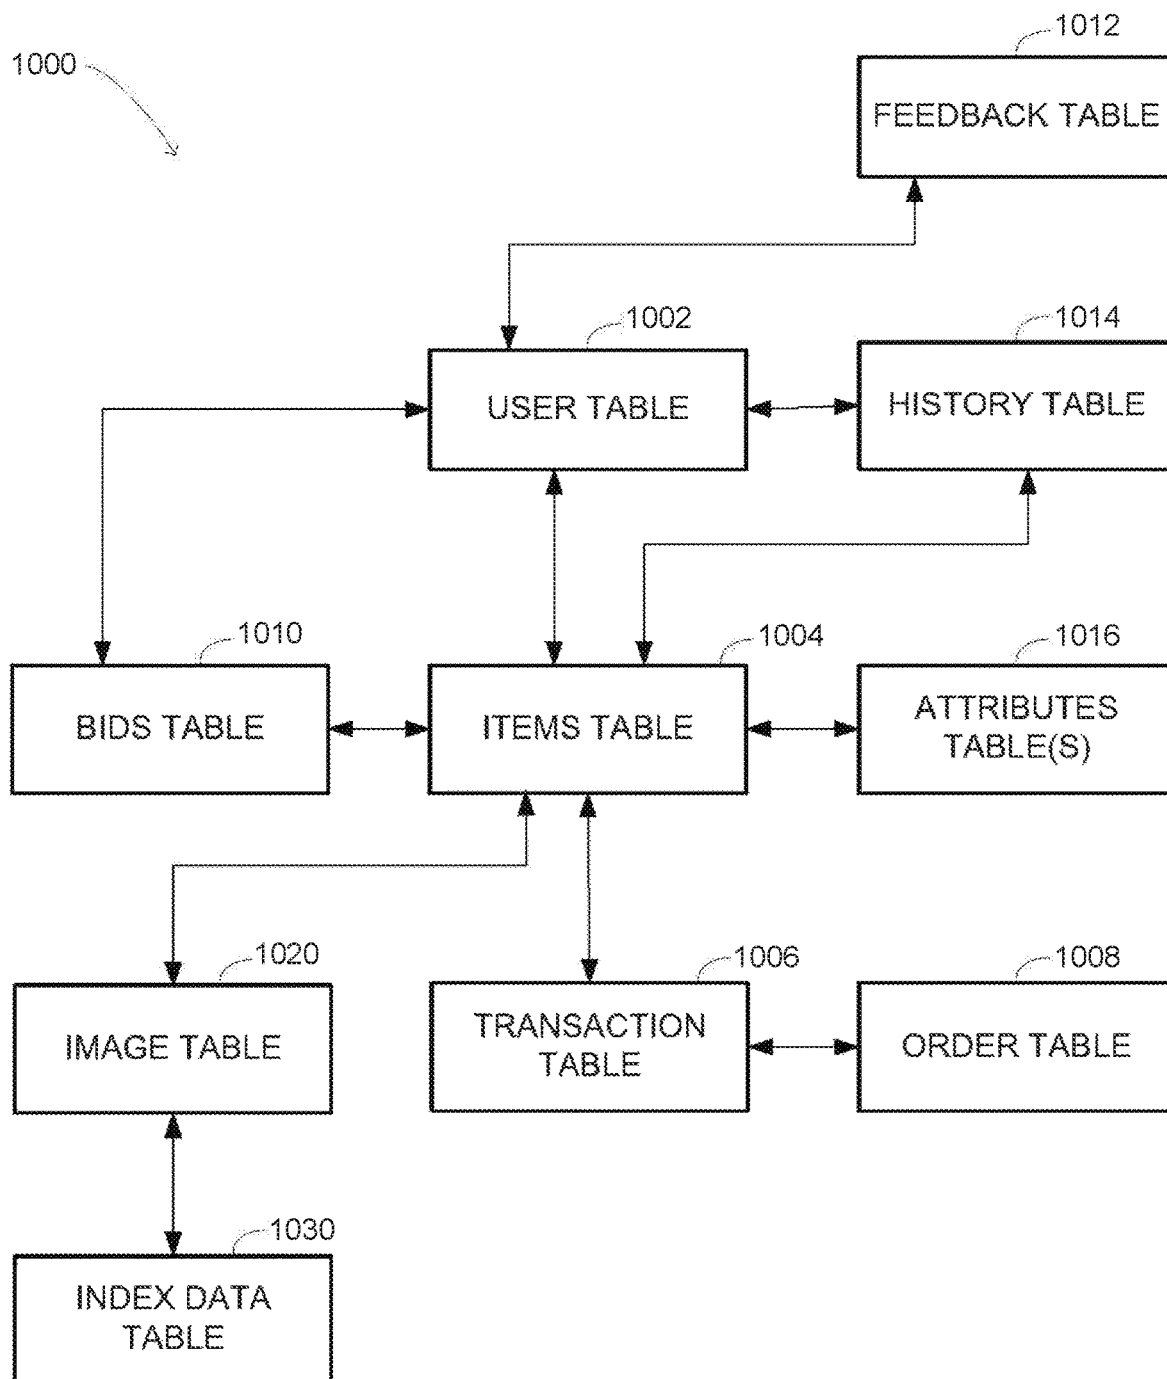 1012
1000
FEEDBACK TABLE
1002
1014
USER TABLE
HISTORY TABLE
1010
1004
1016
BIDS TABLE
ITEMS TABLE
ATTRIBUTES
TABLE(S)
1020
1006
1008
IMAGE TABLE
TRANSACTION
TABLE
ORDER TABLE
1030
INDEX DATA
TABLE